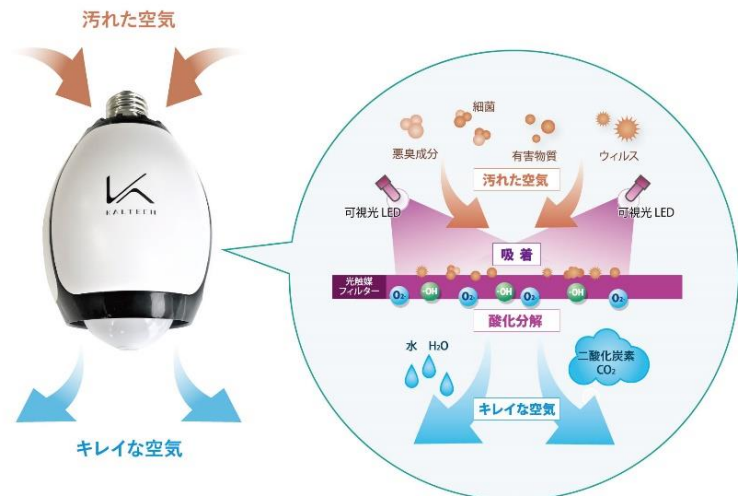 汚れた空気
KALTECH
キレイな空気
細菌
悪臭成分
有害物質
ウィルス
汚れた空気
可視光 LED
可視光 LED
吸着
光触媒
フィルター
O₂-
·OH
O₂-
·OH
O₂-
·OH
O₂-
酸化分解
水 H₂O
二酸化炭素
CO₂
キレイな空気